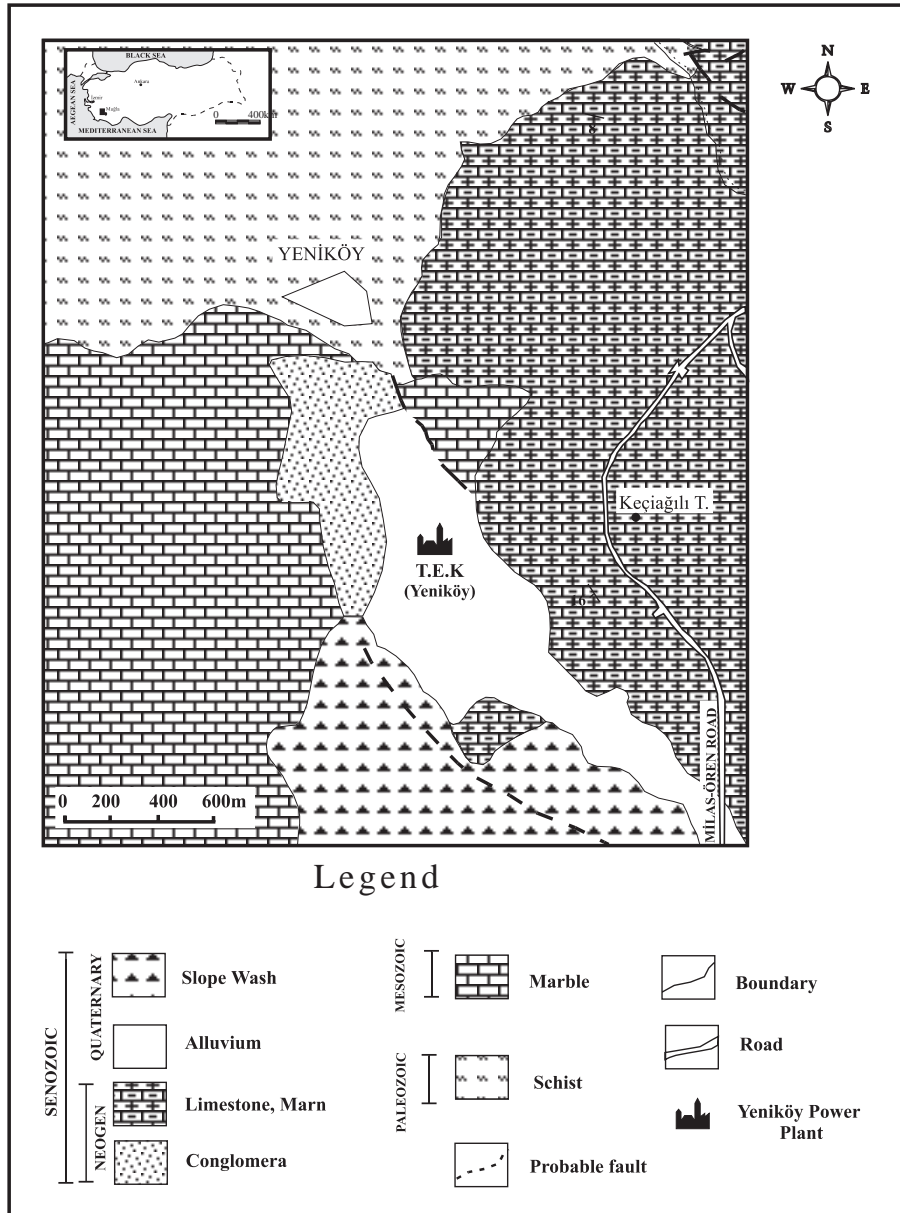 BLACK SEA
AEGEAN SEA
Ankara
İzmir
Muğla
0 400km
MEDITERRANEAN SEA
N
W E
S
YENİKÖY
Keçiağılı T.
T.E.K
(Yeniköy)
16
MİLAS-ÖREN ROAD
0 200 400 600m
Legend
SENOZOIC
QUATERNARY
Slope Wash
Alluvium
NEOGEN
Limestone, Marn
Conglomera
MESOZOIC
Marble
PALEOZOIC
Schist
Probable fault
Boundary
Road
Yeniköy Power
Plant